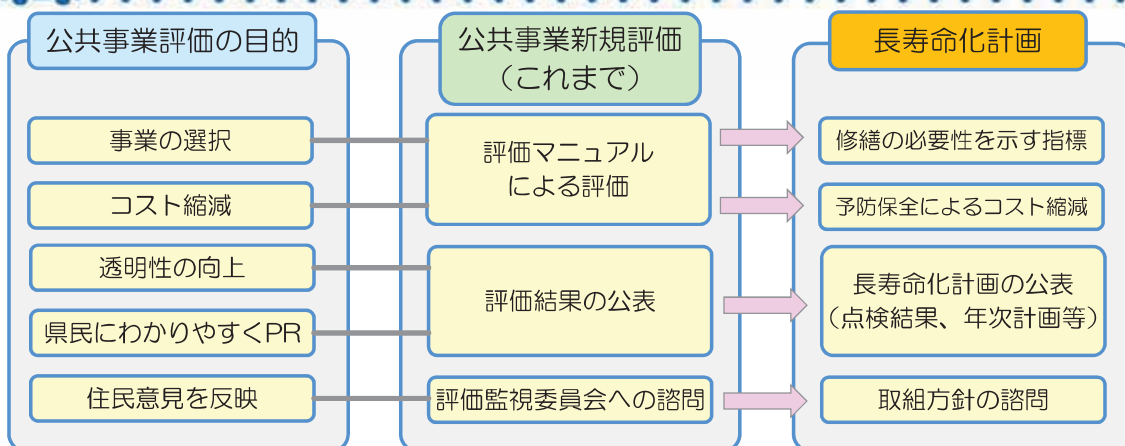 公共事業評価の目的
事業の選択
コスト縮減
透明性の向上
県民にわかりやすくPR
住民意見を反映
公共事業新規評価
（これまで）
評価マニュアル
による評価
評価結果の公表
評価監視委員会への諮問
長寿命化計画
修繕の必要性を示す指標
予防保全によるコスト縮減
長寿命化計画の公表
（点検結果、年次計画等）
取組方針の諮問